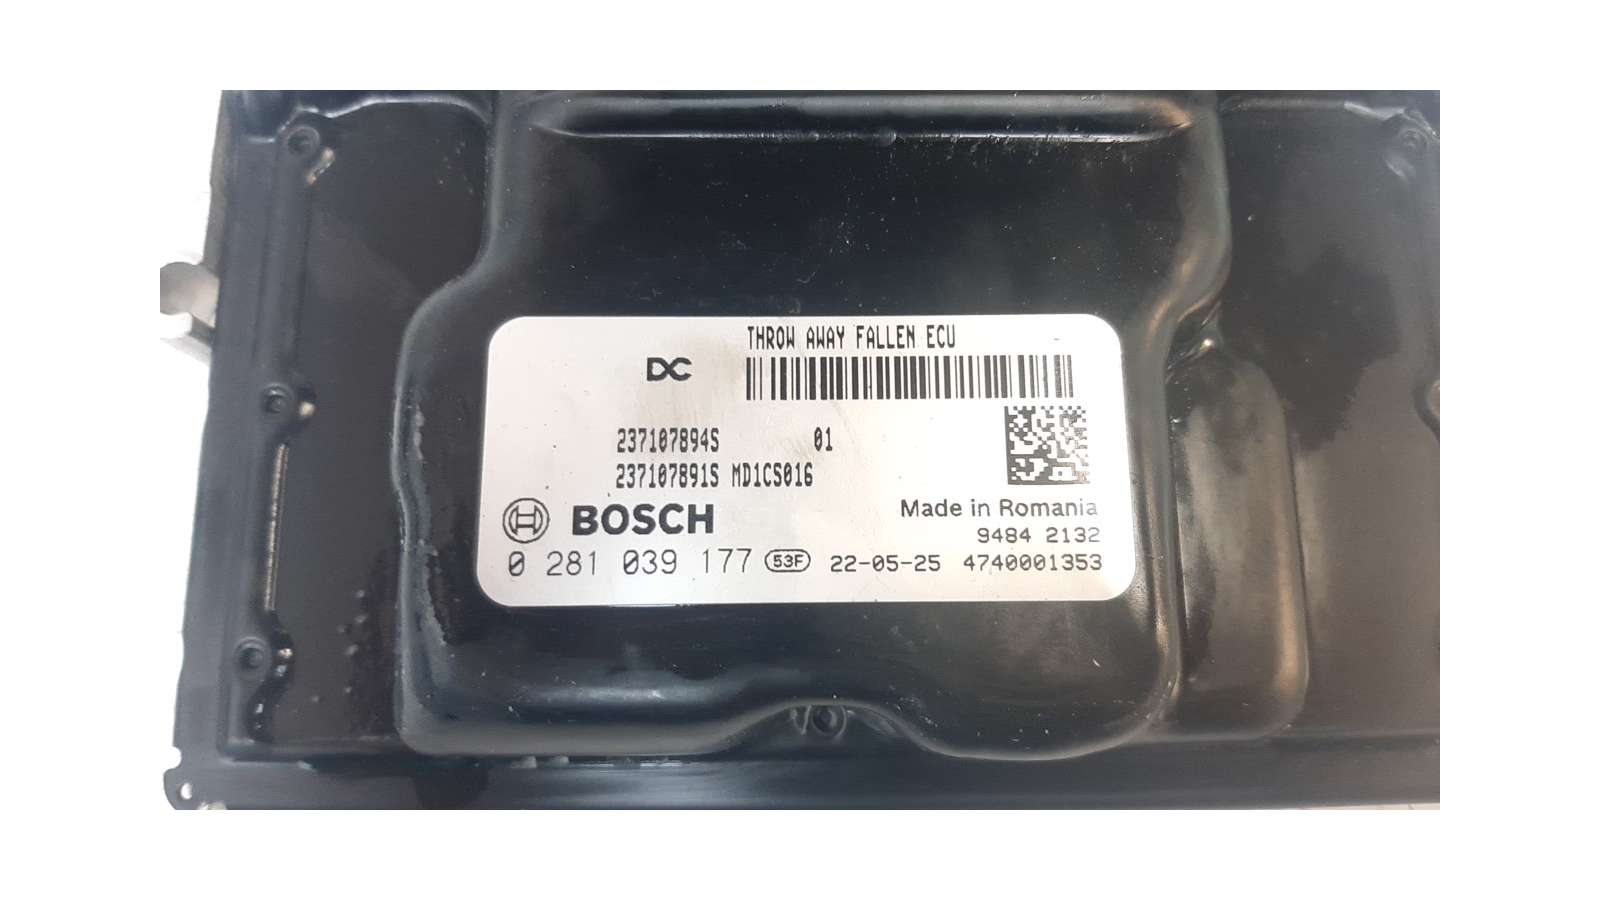 THROW AWAY FALLEN ECU
DC
237107894S 01
237107891S MD1CS016
BOSCH
Made in Romania
9484 2132
0 281 039 177 53F 22-05-25 4740001353